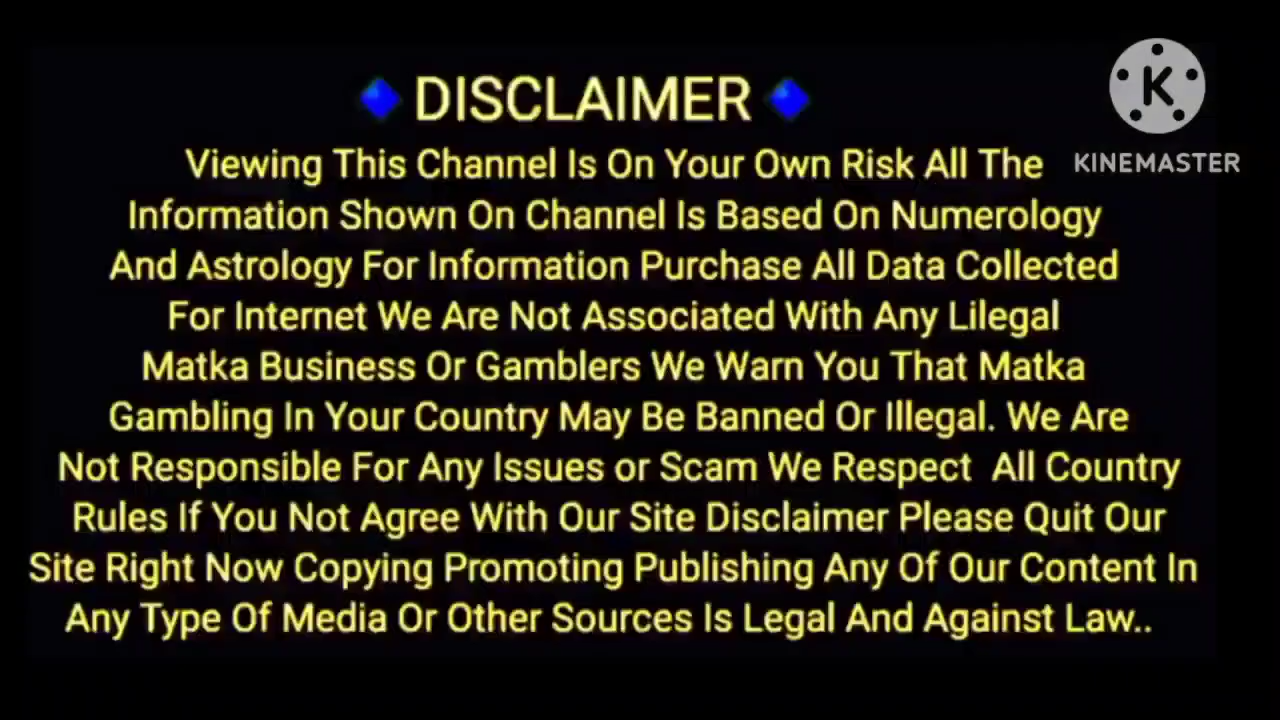 DISCLAIMER
Viewing This Channel Is On Your Own Risk All The
Information Shown On Channel Is Based On Numerology
And Astrology For Information Purchase All Data Collected
For Internet We Are Not Associated With Any Lilegal
Matka Business Or Gamblers We Warn You That Matka
Gambling In Your Country May Be Banned Or Illegal. We Are
Not Responsible For Any Issues or Scam We Respect  All Country
Rules If You Not Agree With Our Site Disclaimer Please Quit Our
Site Right Now Copying Promoting Publishing Any Of Our Content In
Any Type Of Media Or Other Sources Is Legal And Against Law..
K
KINEMASTER